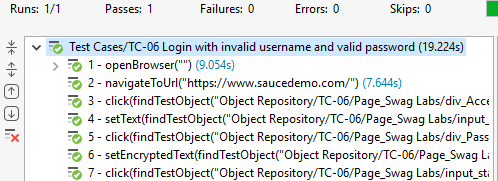 Runs: 1/1 Passes: 1 Failures: 0 Errors: 0 Skips: 0
Test Cases/TC-06 Login with invalid username and valid password (19.224s)
1 - openBrowser("") (9.054s)
2 - navigateToUrl("https://www.saucedemo.com/") (7.644s)
3 - click(findTestObject("Object Repository/TC-06/Page_Swag Labs/div_Acce
4 - setText(findTestObject("Object Repository/TC-06/Page_Swag Labs/input_
5 - click(findTestObject("Object Repository/TC-06/Page_Swag Labs/div_Pass
6 - setEncryptedText(findTestObject("Object Repository/TC-06/Page_Swag Lab
7 - click(findTestObject("Object Repository/TC-06/Page_Swag Labs/input_sta